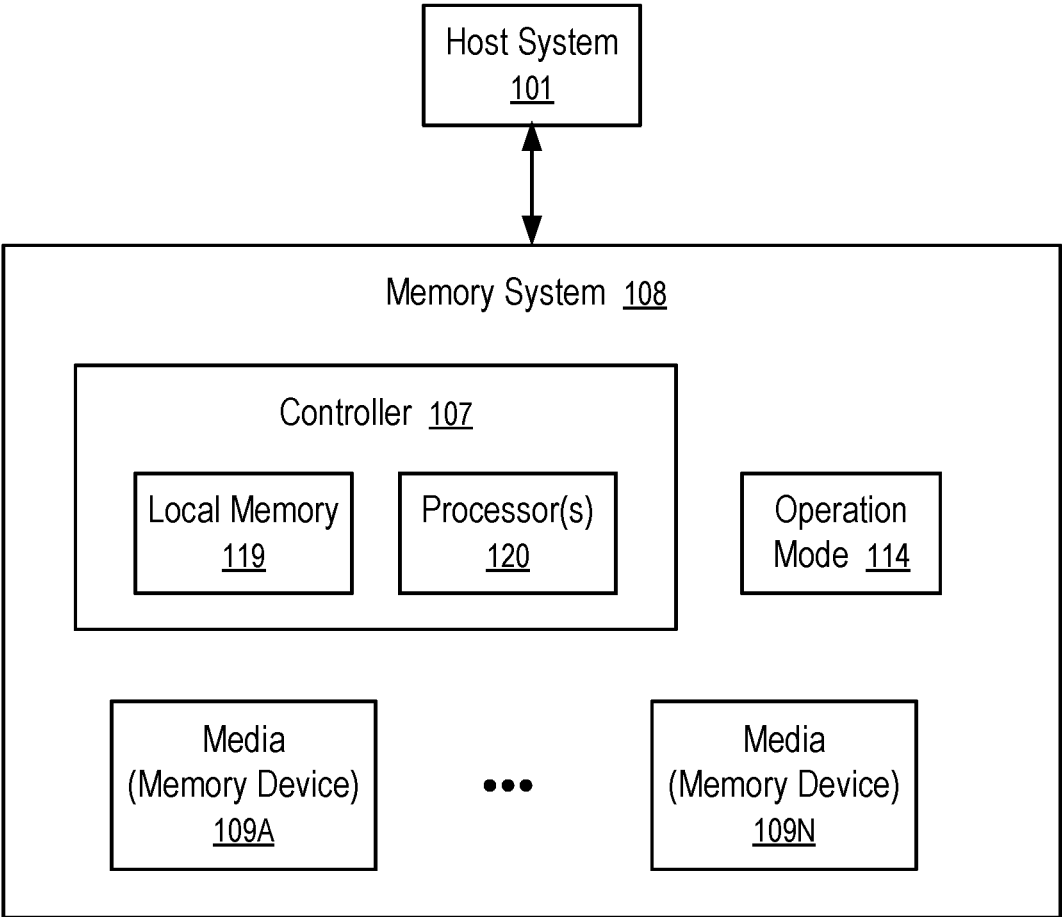 Host System
101
Memory System 108
Controller 107
Local Memory
119
Processor(s)
120
Operation
Mode 114
Media
(Memory Device)
109A
•••
Media
(Memory Device)
109N